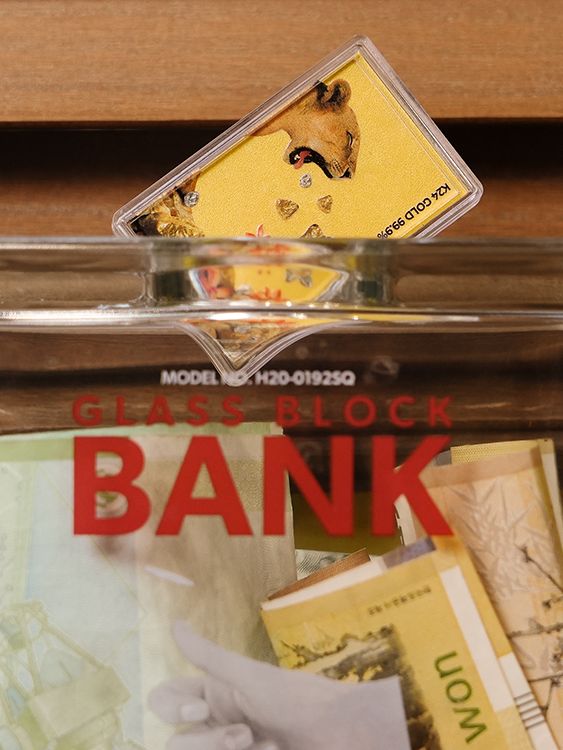 K24 GOLD 99.9%
MODEL NO. H20-0192SQ
GLASS BLOCK
BANK
won